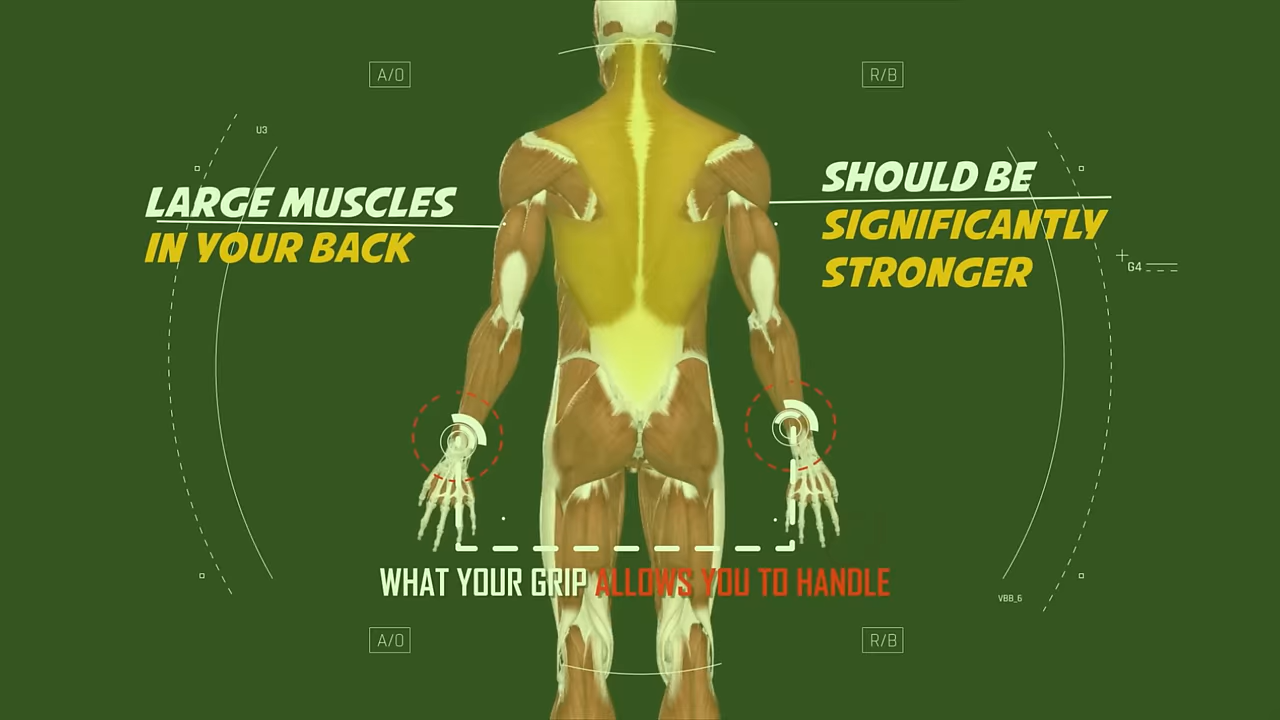 A/O
R/B
U3
LARGE MUSCLES
IN YOUR BACK
SHOULD BE
SIGNIFICANTLY
STRONGER
G4
WHAT YOUR GRIP ALLOWS YOU TO HANDLE
VBB_6
A/O
R/B